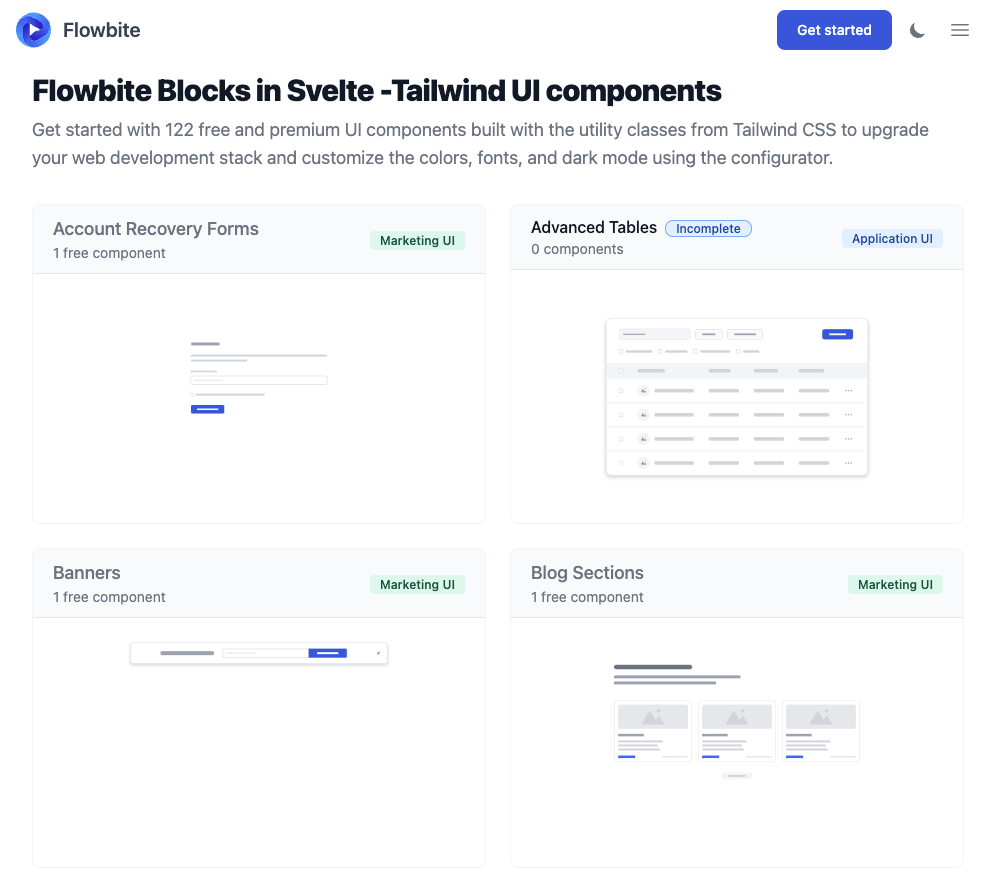 Flowbite
Get started
Flowbite Blocks in Svelte -Tailwind UI components
Get started with 122 free and premium UI components built with the utility classes from Tailwind CSS to upgrade
your web development stack and customize the colors, fonts, and dark mode using the configurator.
Account Recovery Forms
1 free component
Marketing UI
Advanced Tables Incomplete
0 components
Application UI
Banners
1 free component
Marketing UI
Blog Sections
1 free component
Marketing UI